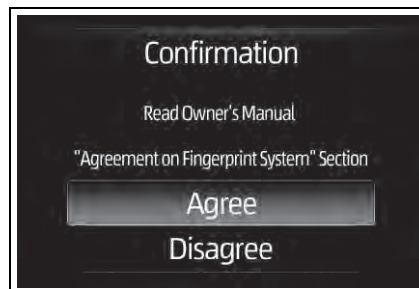 Confirmation
Read Owner's Manual
"Agreement on Fingerprint System" Section
Agree
Disagree